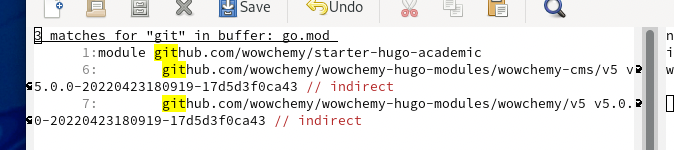 Save
Undo
3 matches for "git" in buffer: go.mod
1:module github.com/wowchemy/starter-hugo-academic
6:        github.com/wowchemy/wowchemy-hugo-modules/wowchemy-cms/v5 v
5.0.0-20220423180919-17d5d3f0ca43 // indirect
7:        github.com/wowchemy/wowchemy-hugo-modules/wowchemy/v5 v5.0.
0-20220423180919-17d5d3f0ca43 // indirect